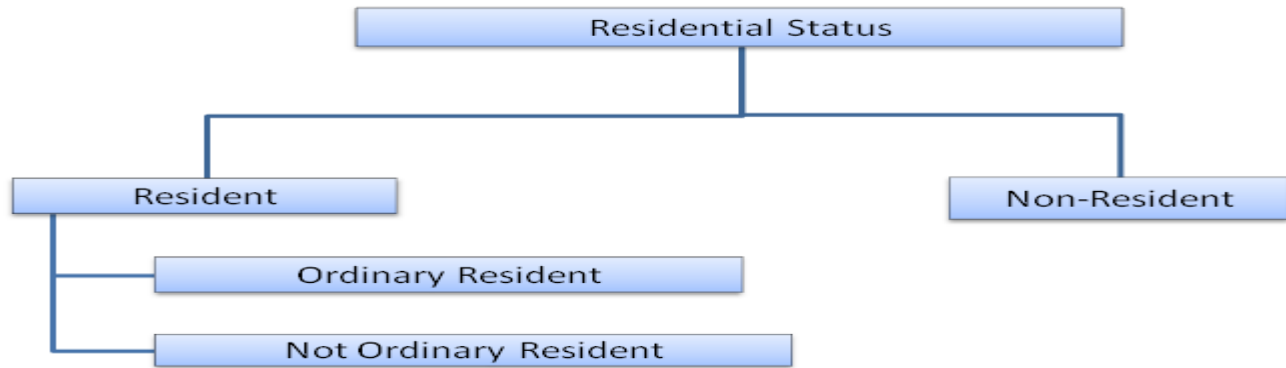 Residential Status
Resident
Non-Resident
Ordinary Resident
Not Ordinary Resident